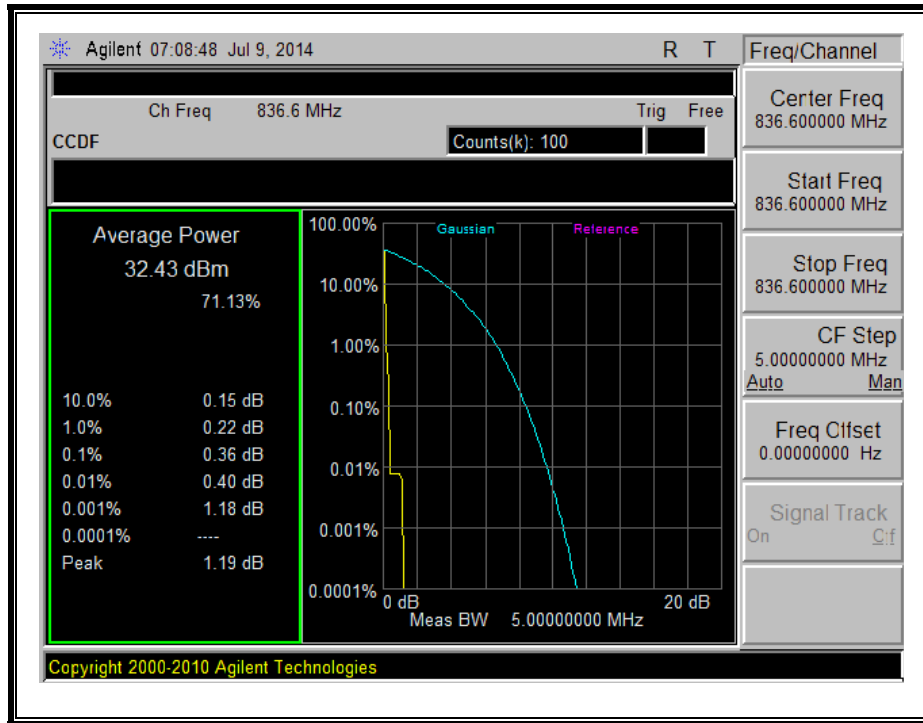 Agilent 07:08:48 Jul 9, 2014 R T
Ch Freq 836.6 MHz Trig Free
CCDF Counts(k): 100
Average Power
32.43 dBm
71.13%
10.0% 0.15 dB
1.0% 0.22 dB
0.1% 0.36 dB
0.01% 0.40 dB
0.001% 1.18 dB
0.0001% ----
Peak 1.19 dB
Gaussian Reference
100.00%
10.00%
1.00%
0.10%
0.01%
0.001%
0.0001%
0 dB 20 dB
Meas BW 5.00000000 MHz
Freq/Channel
Center Freq
836.600000 MHz
Start Freq
836.600000 MHz
Stop Freq
836.600000 MHz
CF Step
5.00000000 MHz
Auto Man
Freq Offset
0.00000000 Hz
Signal Track
On Off
Copyright 2000-2010 Agilent Technologies